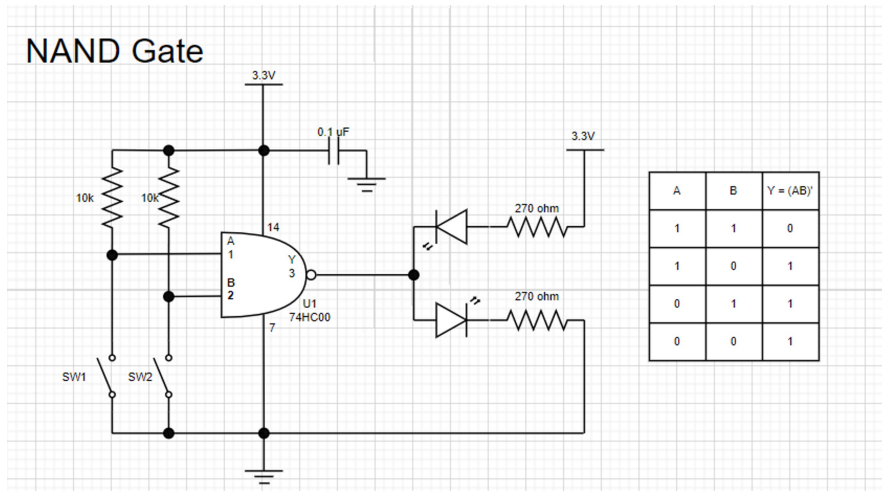 NAND Gate
3.3V
0.1 uF
3.3V
10k
10k
270 ohm
14
A
1
B
2
Y
3
U1
74HC00
7
270 ohm
SW1
SW2
A B Y = (AB)'
1 1 0
1 0 1
0 1 1
0 0 1